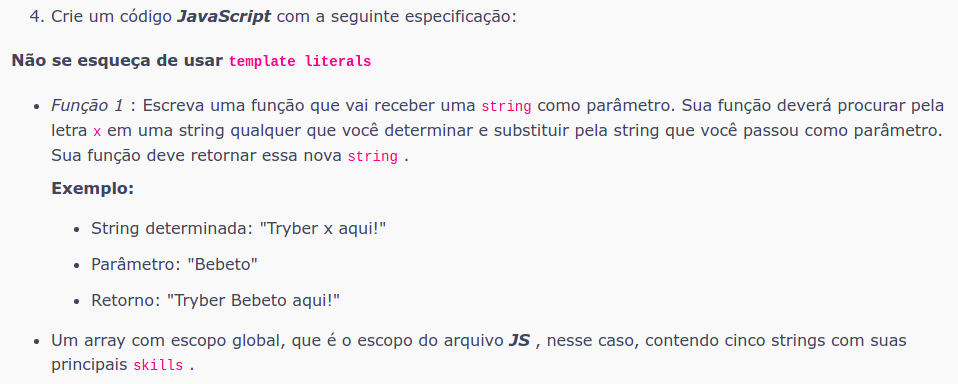 4. Crie um código JavaScript com a seguinte especificação:
Não se esqueça de usar template literals
• Função 1 : Escreva uma função que vai receber uma string como parâmetro. Sua função deverá procurar pela
letra x em uma string qualquer que você determinar e substituir pela string que você passou como parâmetro.
Sua função deve retornar essa nova string .
Exemplo:
• String determinada: "Tryber x aqui!"
• Parâmetro: "Bebeto"
• Retorno: "Tryber Bebeto aqui!"
• Um array com escopo global, que é o escopo do arquivo JS , nesse caso, contendo cinco strings com suas
principais skills .